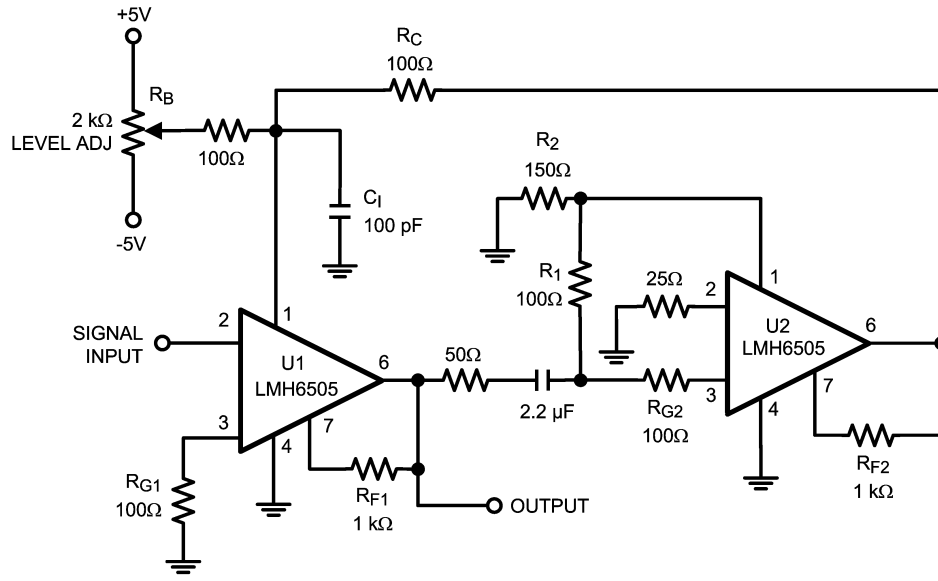 +5V
R_B
2 kΩ
LEVEL ADJ
100Ω
-5V
R_C
100Ω
C_I
100 pF
R_2
150Ω
R_1
100Ω
25Ω
2
1
U2
LMH6505
6
3
7
4
SIGNAL
INPUT
2
1
U1
LMH6505
6
3
7
4
50Ω
2.2 µF
R_G2
100Ω
R_F2
1 kΩ
R_G1
100Ω
R_F1
1 kΩ
OUTPUT